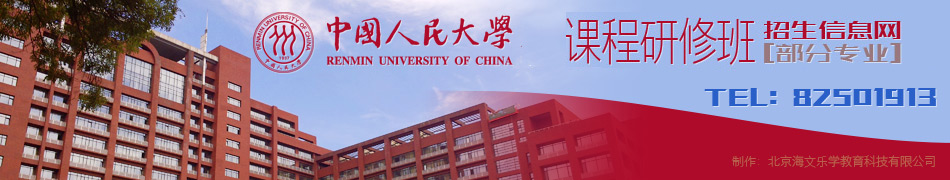 RENMIN UNIVERSITY OF CHINA
1937
中國人民大學
中國人民大學
RENMIN UNIVERSITY OF CHINA
课程研修班
招生信息网
[部分专业]
TEL: 82501913
制作 北京海文乐学教育科技有限公司